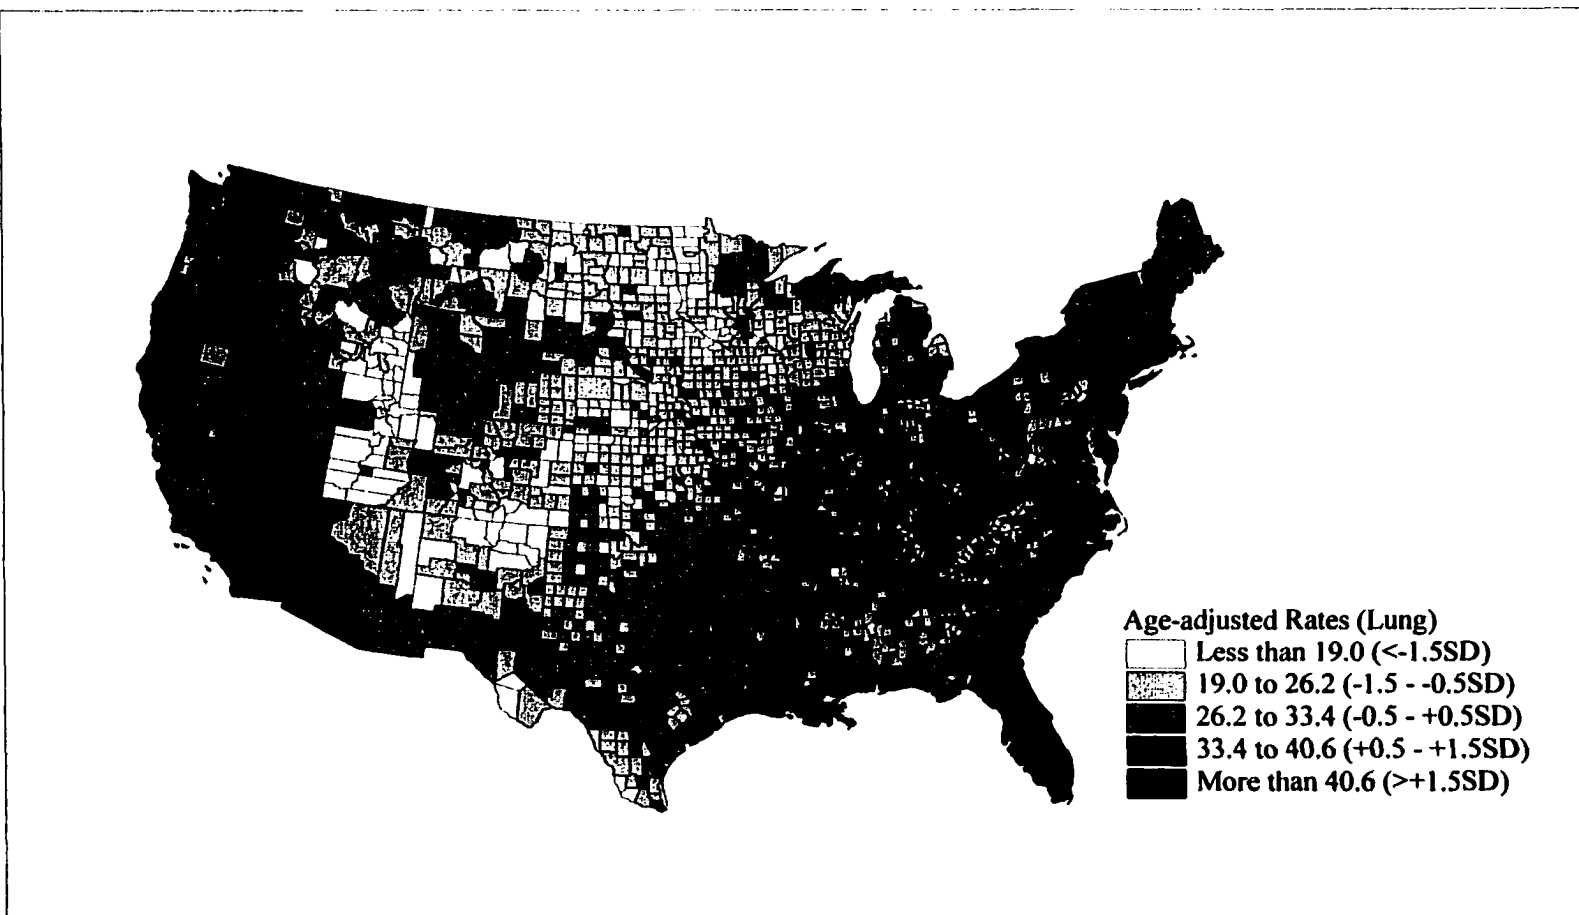 Age-adjusted Rates (Lung)
Less than 19.0 (<-1.5SD)
19.0 to 26.2 (-1.5 - -0.5SD)
26.2 to 33.4 (-0.5 - +0.5SD)
33.4 to 40.6 (+0.5 - +1.5SD)
More than 40.6 (>+1.5SD)